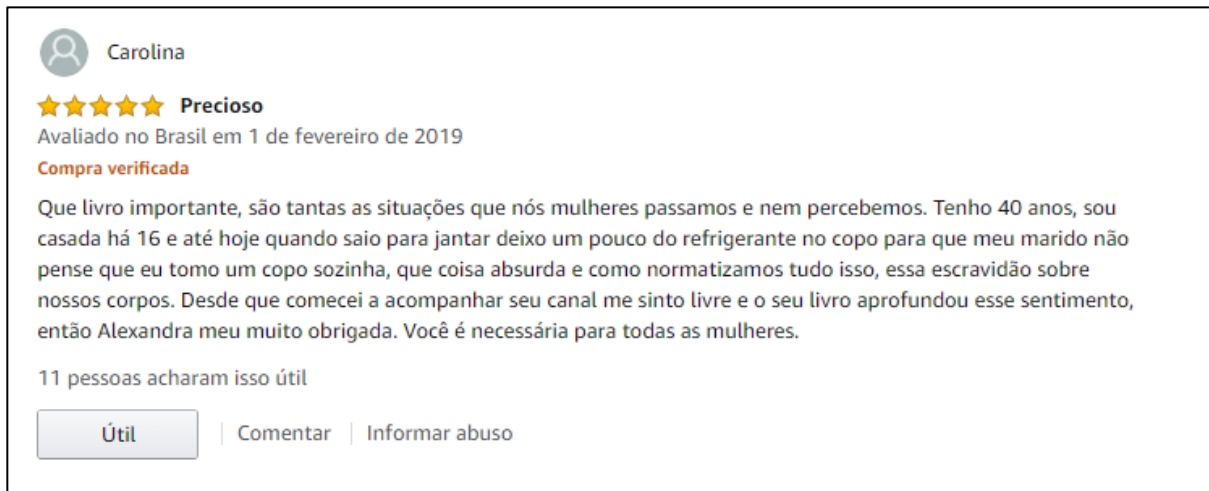 Carolina
Precioso
Avaliado no Brasil em 1 de fevereiro de 2019
Compra verificada
Que livro importante, são tantas as situações que nós mulheres passamos e nem percebemos. Tenho 40 anos, sou
casada há 16 e até hoje quando saio para jantar deixo um pouco do refrigerante no copo para que meu marido não
pense que eu tomo um copo sozinha, que coisa absurda e como normatizamos tudo isso, essa escravidão sobre
nossos corpos. Desde que comecei a acompanhar seu canal me sinto livre e o seu livro aprofundou esse sentimento,
então Alexandra meu muito obrigada. Você é necessária para todas as mulheres.
11 pessoas acharam isso útil
Útil | Comentar | Informar abuso